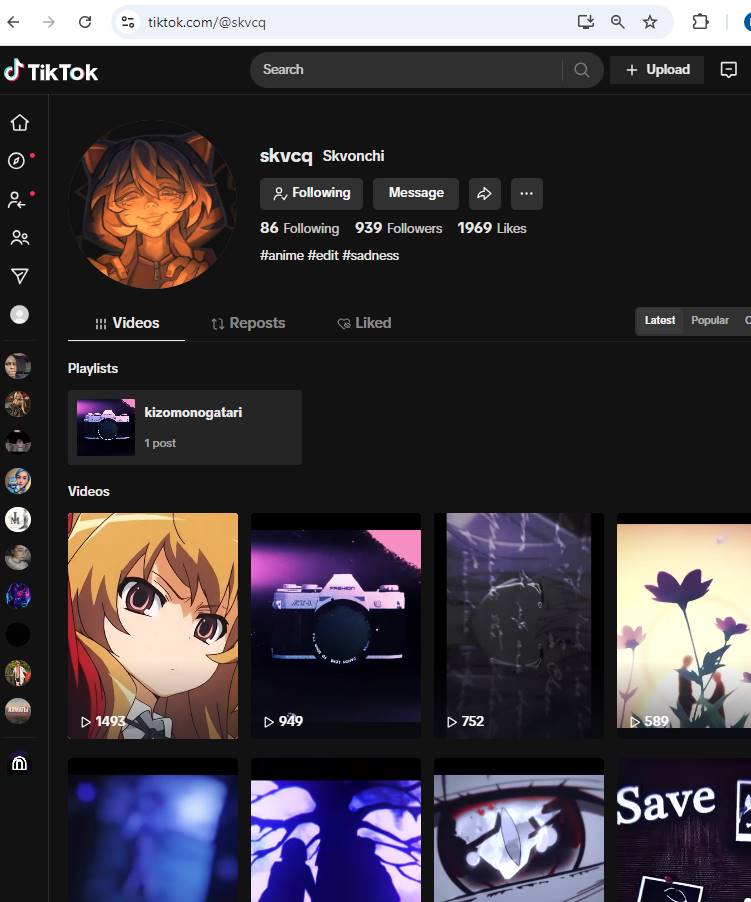 tiktok.com/@skvcq
TikTok
Search
Upload
skvcq Skvonchi
Following
Message
86 Following 939 Followers 1969 Likes
#anime #edit #sadness
Videos
Reposts
Liked
Latest
Popular
Playlists
kizomonogatari
1 post
Videos
1493
FASHION
949
752
589
Save